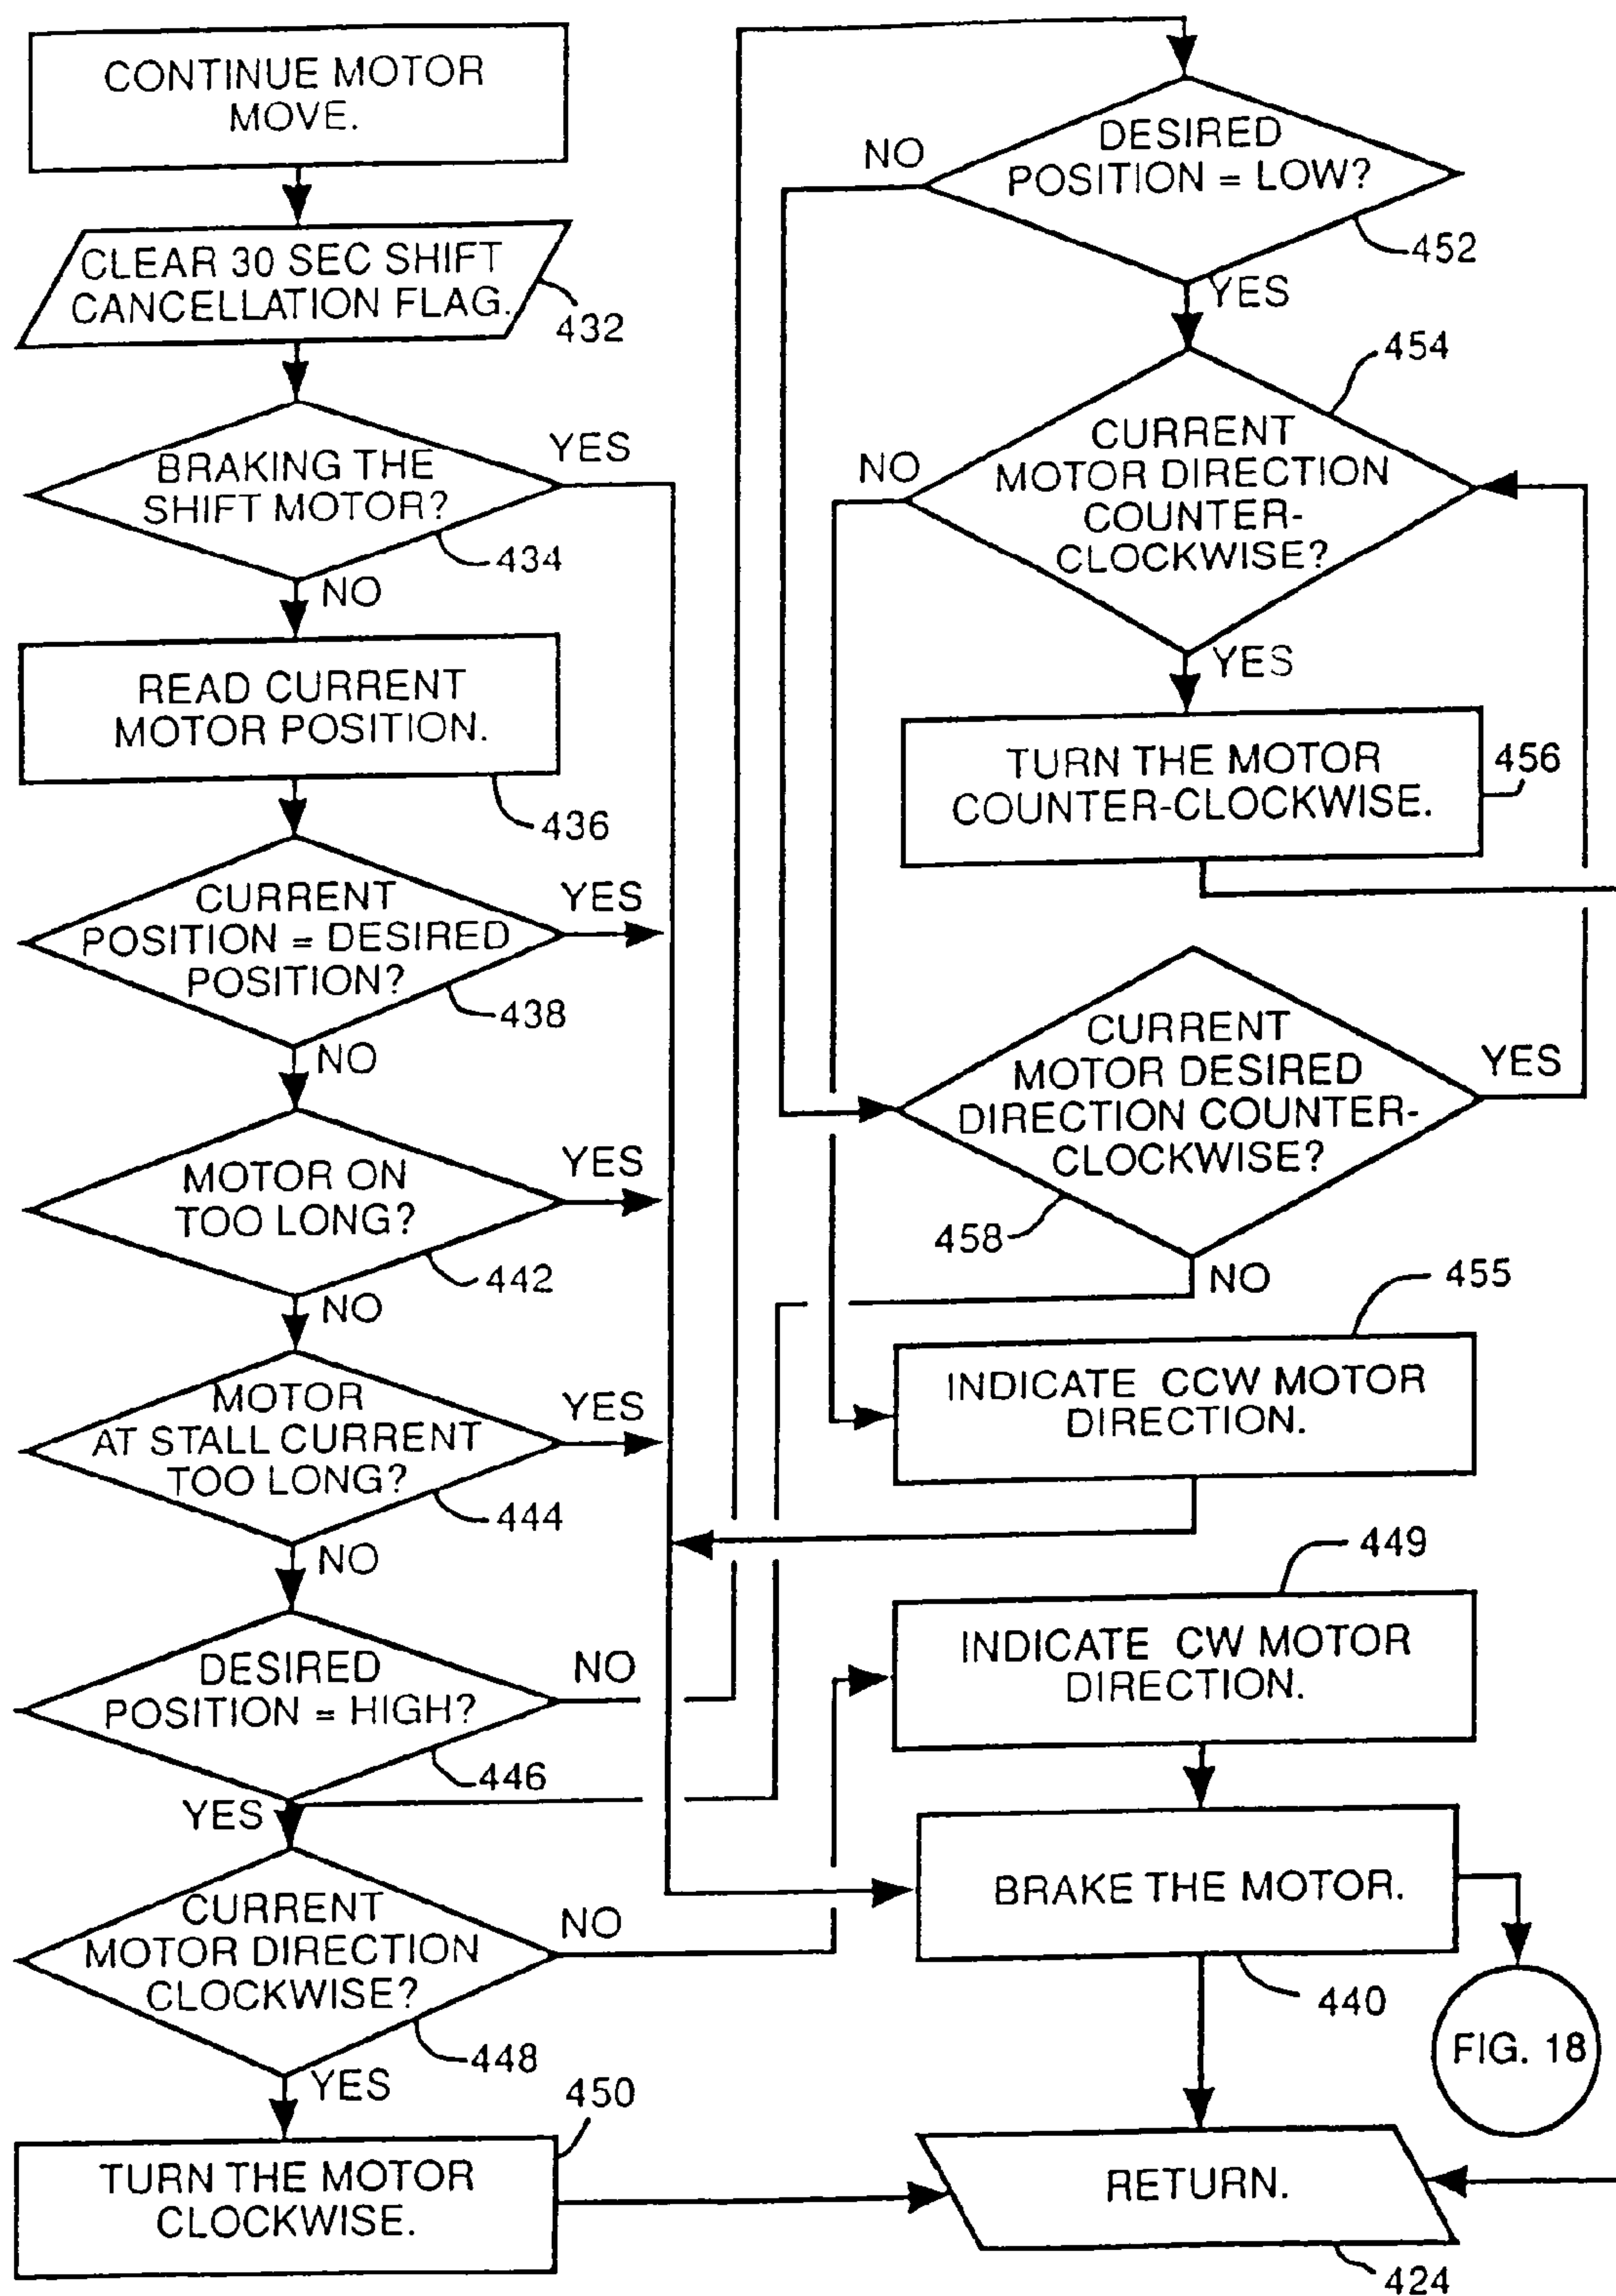 CONTINUE MOTOR
MOVE.
CLEAR 30 SEC SHIFT
CANCELLATION FLAG.
432
BRAKING THE
SHIFT MOTOR?
YES
434
NO
READ CURRENT
MOTOR POSITION.
436
CURRENT
POSITION = DESIRED
POSITION?
YES
438
NO
MOTOR ON
TOO LONG?
YES
442
NO
MOTOR
AT STALL CURRENT
TOO LONG?
YES
444
NO
DESIRED
POSITION = HIGH?
NO
446
YES
CURRENT
MOTOR DIRECTION
CLOCKWISE?
NO
448
YES
450
TURN THE MOTOR
CLOCKWISE.
DESIRED
POSITION = LOW?
NO
452
YES
454
CURRENT
MOTOR DIRECTION
COUNTER-
CLOCKWISE?
NO
YES
TURN THE MOTOR
COUNTER-CLOCKWISE.
456
CURRENT
MOTOR DESIRED
DIRECTION COUNTER-
CLOCKWISE?
YES
458
NO
455
INDICATE CCW MOTOR
DIRECTION.
449
INDICATE CW MOTOR
DIRECTION.
BRAKE THE MOTOR.
440
FIG. 18
RETURN.
424